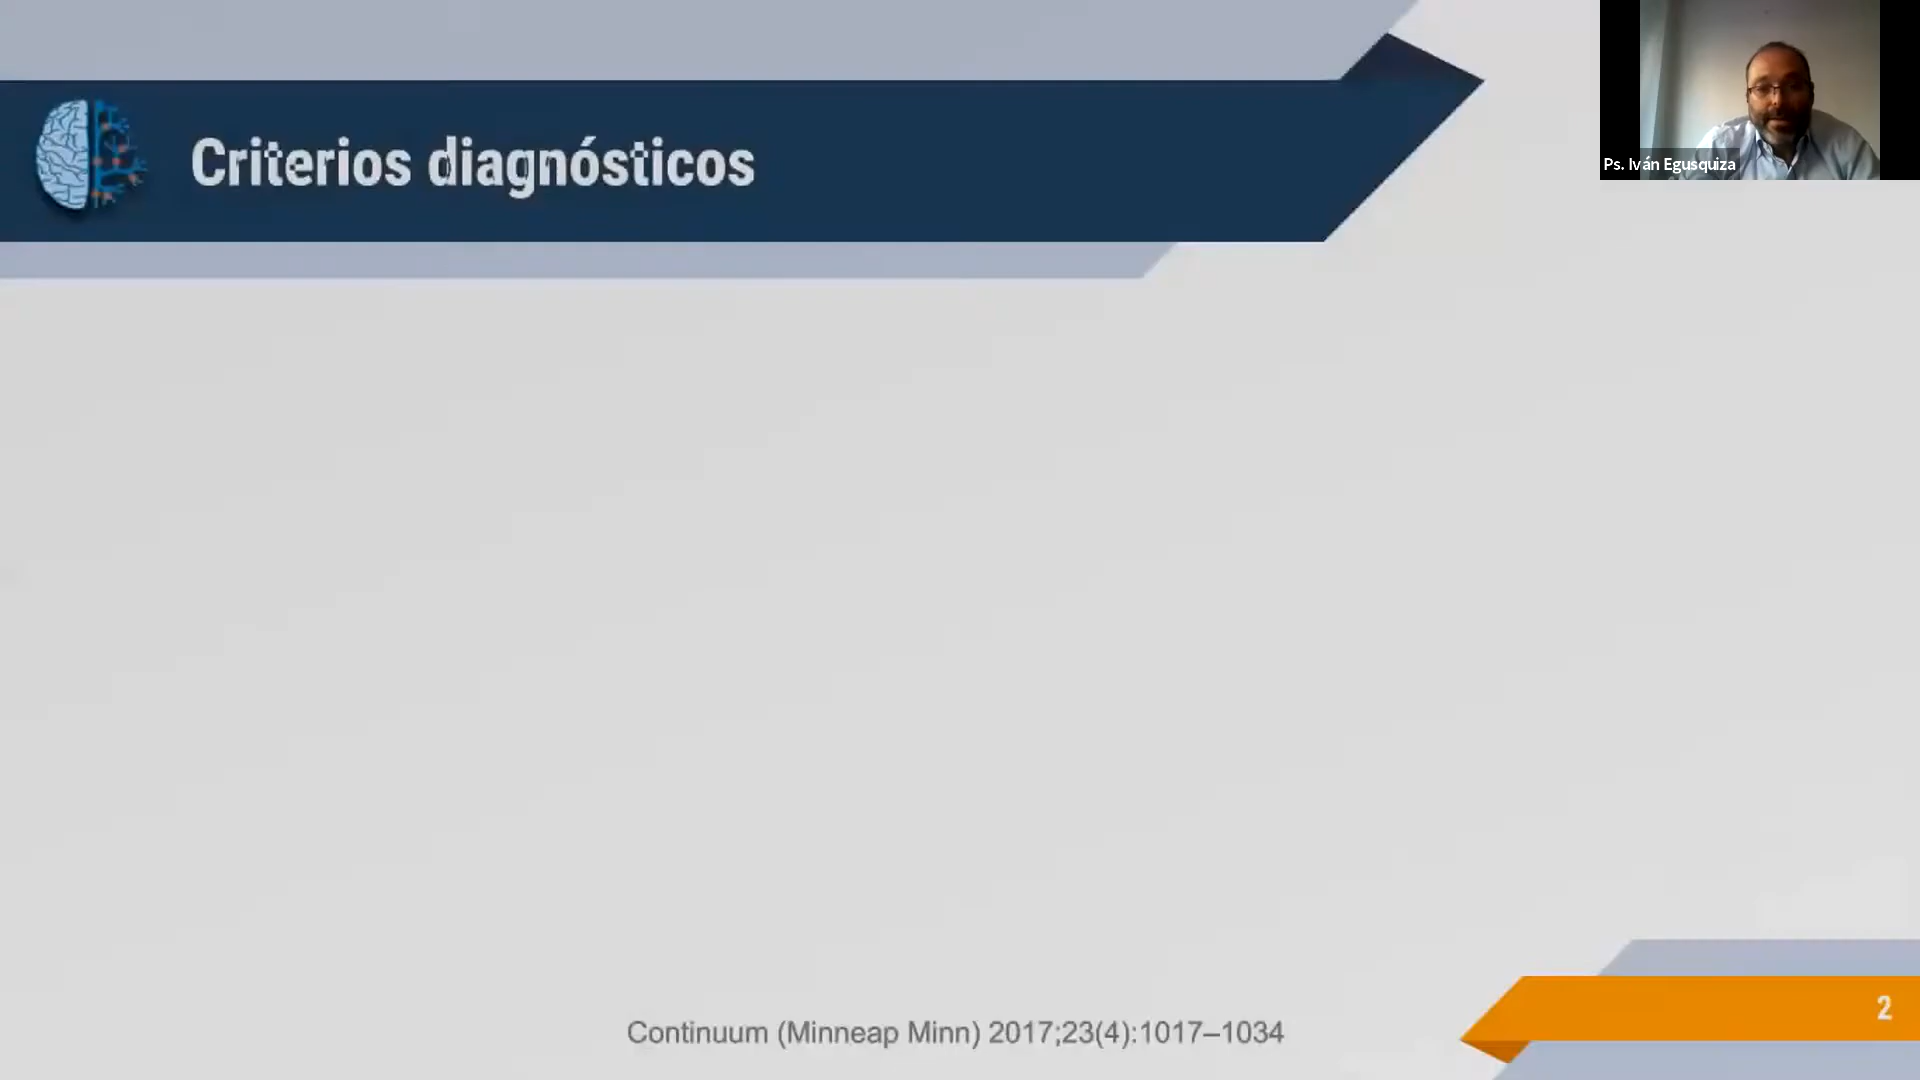 Criterios diagnósticos
Ps. Iván Egusquiza
Continuum (Minneap Minn) 2017;23(4):1017–1034
2